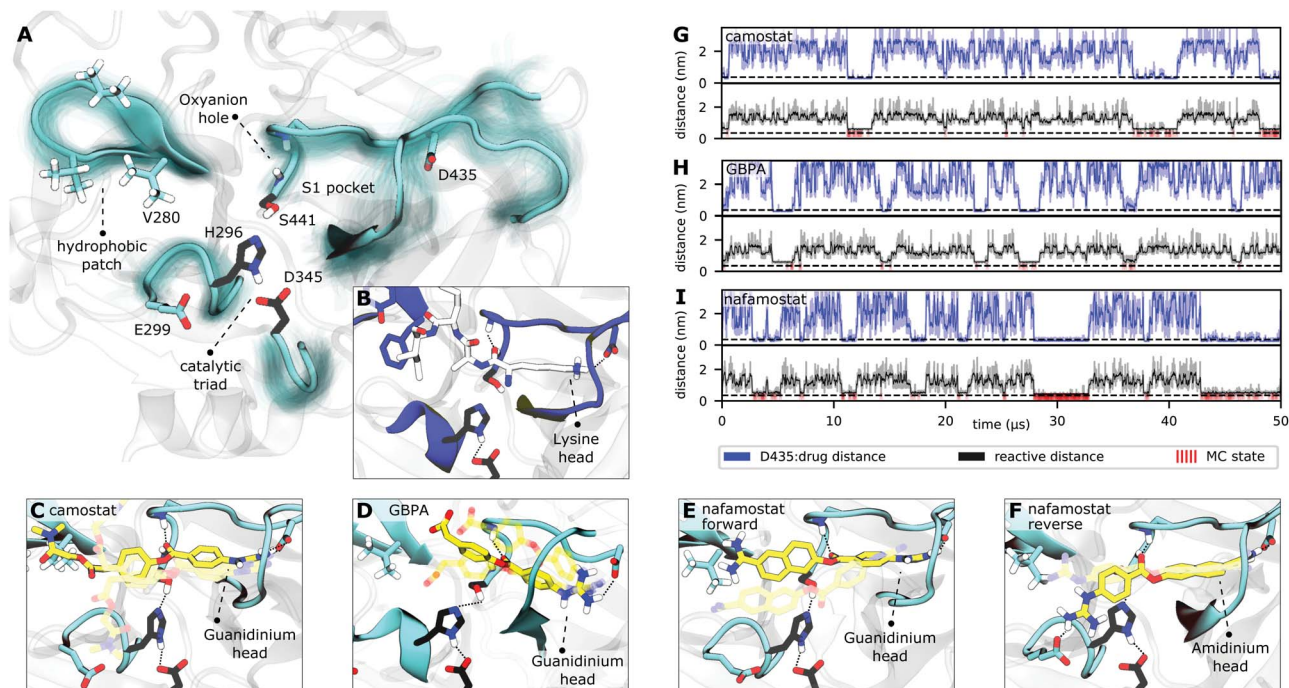 A
Oxyanion
hole
S1 pocket
D435
S441
V280
H296
hydrophobic
patch
D345
E299
catalytic
triad
B
Lysine
head
C camostat
Guanidinium
head
D GBPA
Guanidinium
head
E nafamostat
forward
Guanidinium
head
F nafamostat
reverse
Amidinium
head
G camostat
distance (nm)
2
0
2
0
H GBPA
distance (nm)
2
0
2
0
I nafamostat
distance (nm)
2
0
2
0
0 10 20 30 40 50
time (µs)
D435:drug distance reactive distance MC state